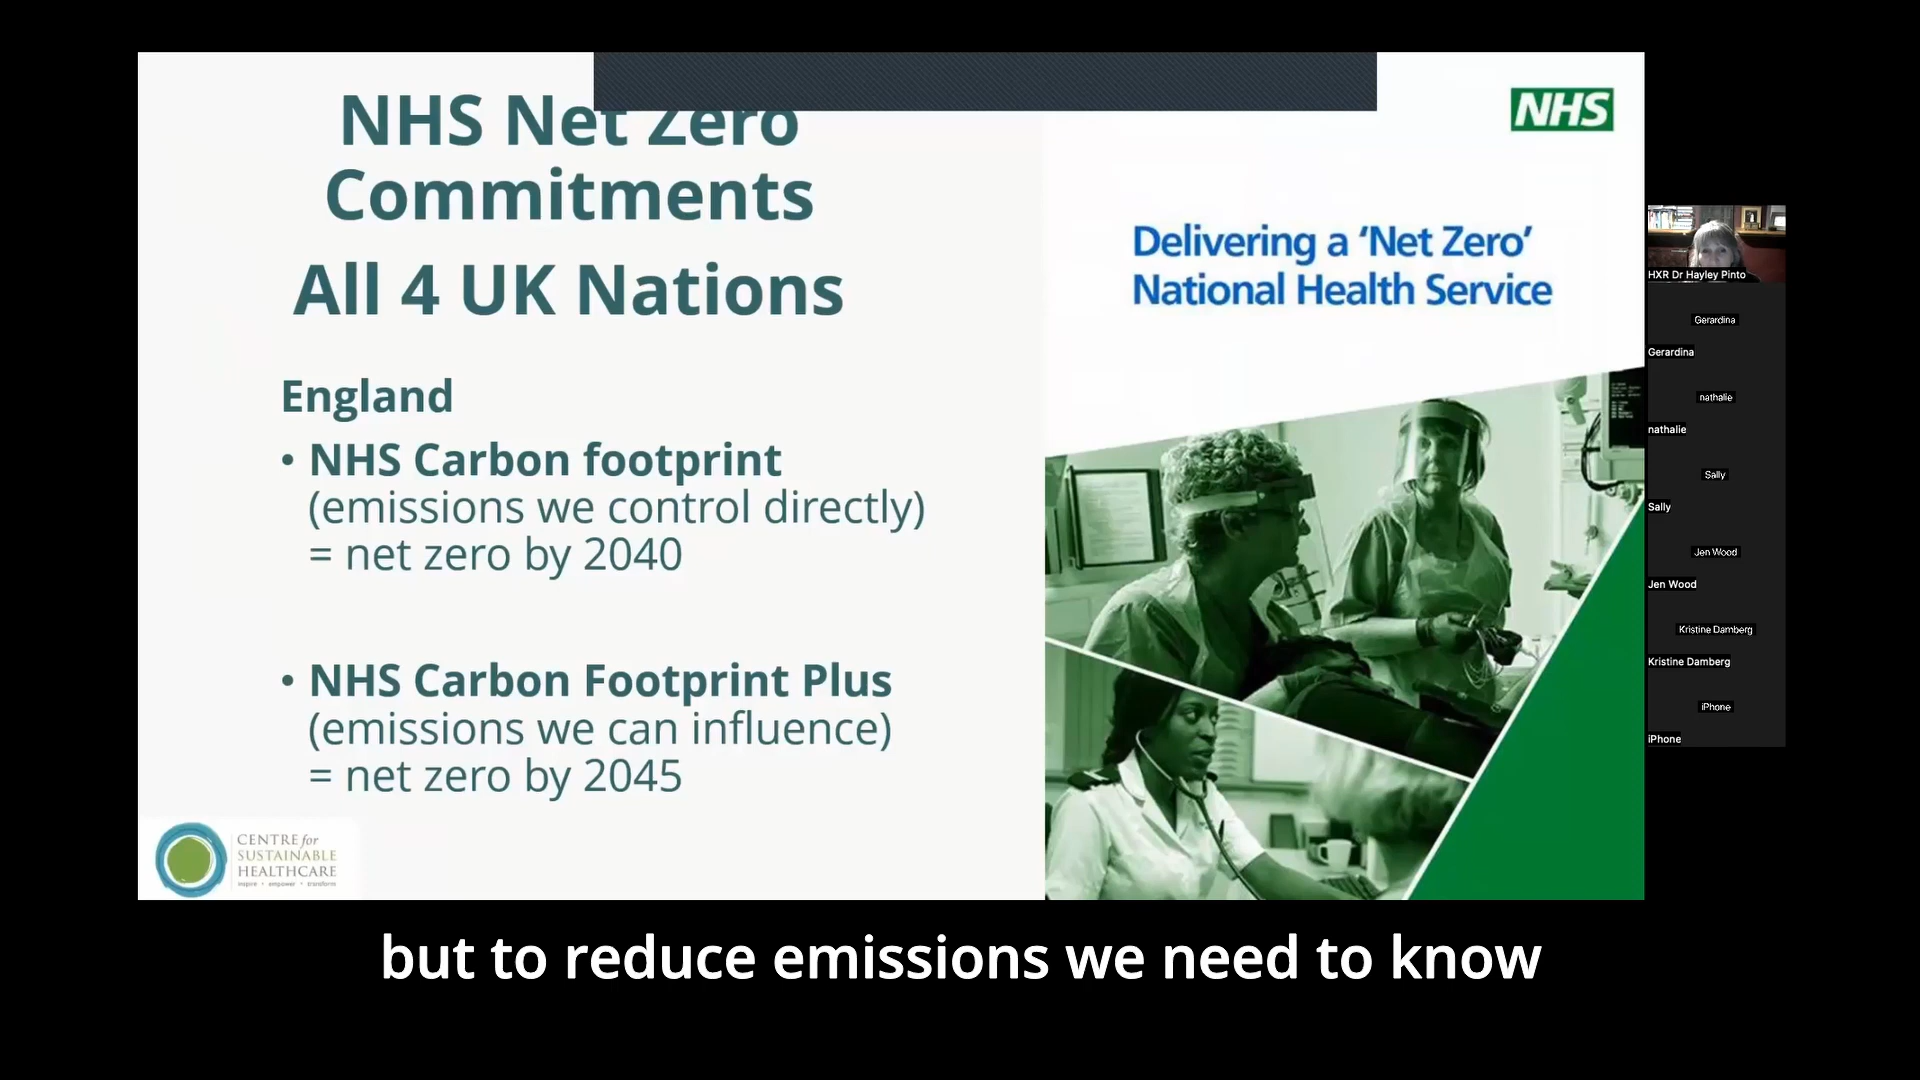 NHS Net Zero
Commitments
All 4 UK Nations
England
• NHS Carbon footprint
(emissions we control directly)
= net zero by 2040
• NHS Carbon Footprint Plus
(emissions we can influence)
= net zero by 2045
CENTRE for
SUSTAINABLE
HEALTHCARE
inspire • empower • transform
NHS
Delivering a ‘Net Zero’
National Health Service
HXR Dr Hayley Pinto
Gerardina
Gerardina
nathalie
nathalie
Sally
Sally
Jen Wood
Jen Wood
Kristine Damberg
Kristine Damberg
iPhone
iPhone
but to reduce emissions we need to know